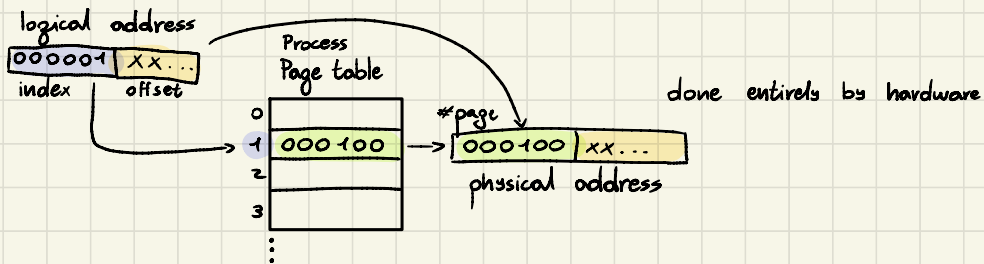 logical address
000001 XX...
index offset
Process
Page table
0
1 000100
2
3
#page
000100 xx...
physical address
done entirely by hardware